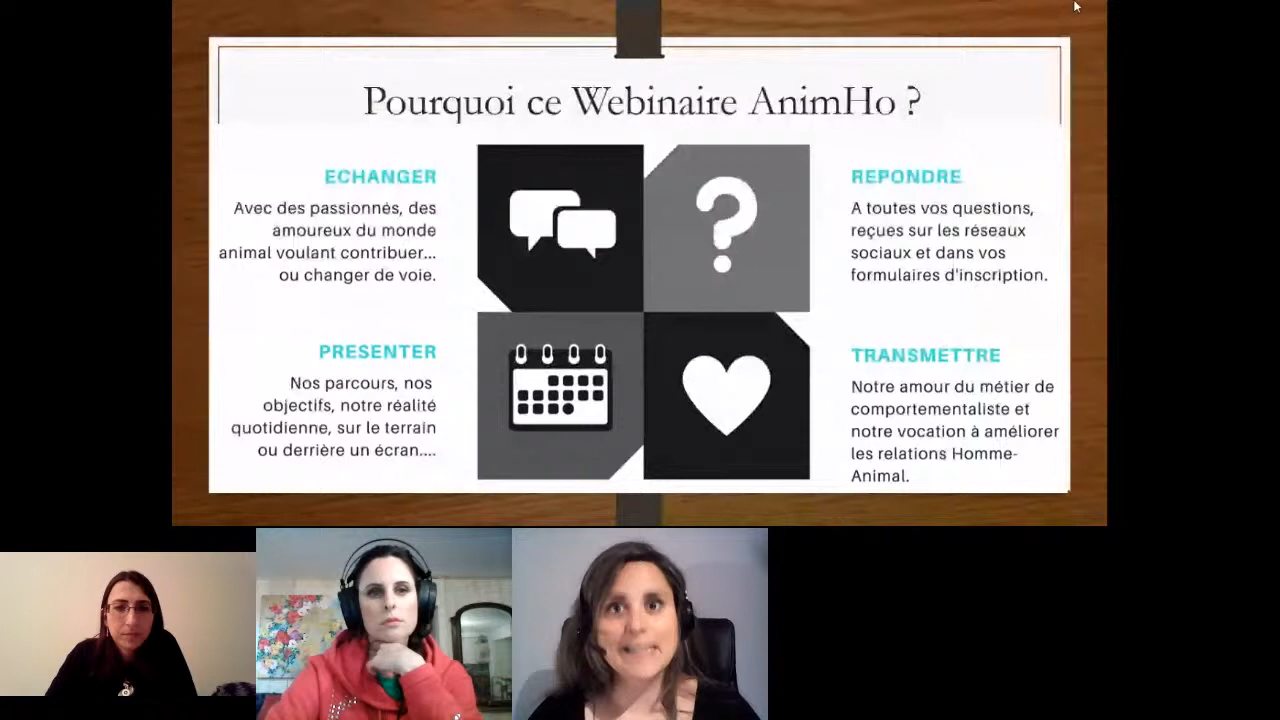 Pourquoi ce Webinaire AnimHo ?
ECHANGER
Avec des passionnés, des
amoureux du monde
animal voulant contribuer...
ou changer de voie.
REPONDRE
A toutes vos questions,
reçues sur les réseaux
sociaux et dans vos
formulaires d'inscription.
PRESENTER
Nos parcours, nos
objectifs, notre réalité
quotidienne, sur le terrain
ou derrière un écran....
TRANSMETTRE
Notre amour du métier de
comportementaliste et
notre vocation à améliorer
les relations Homme-
Animal.